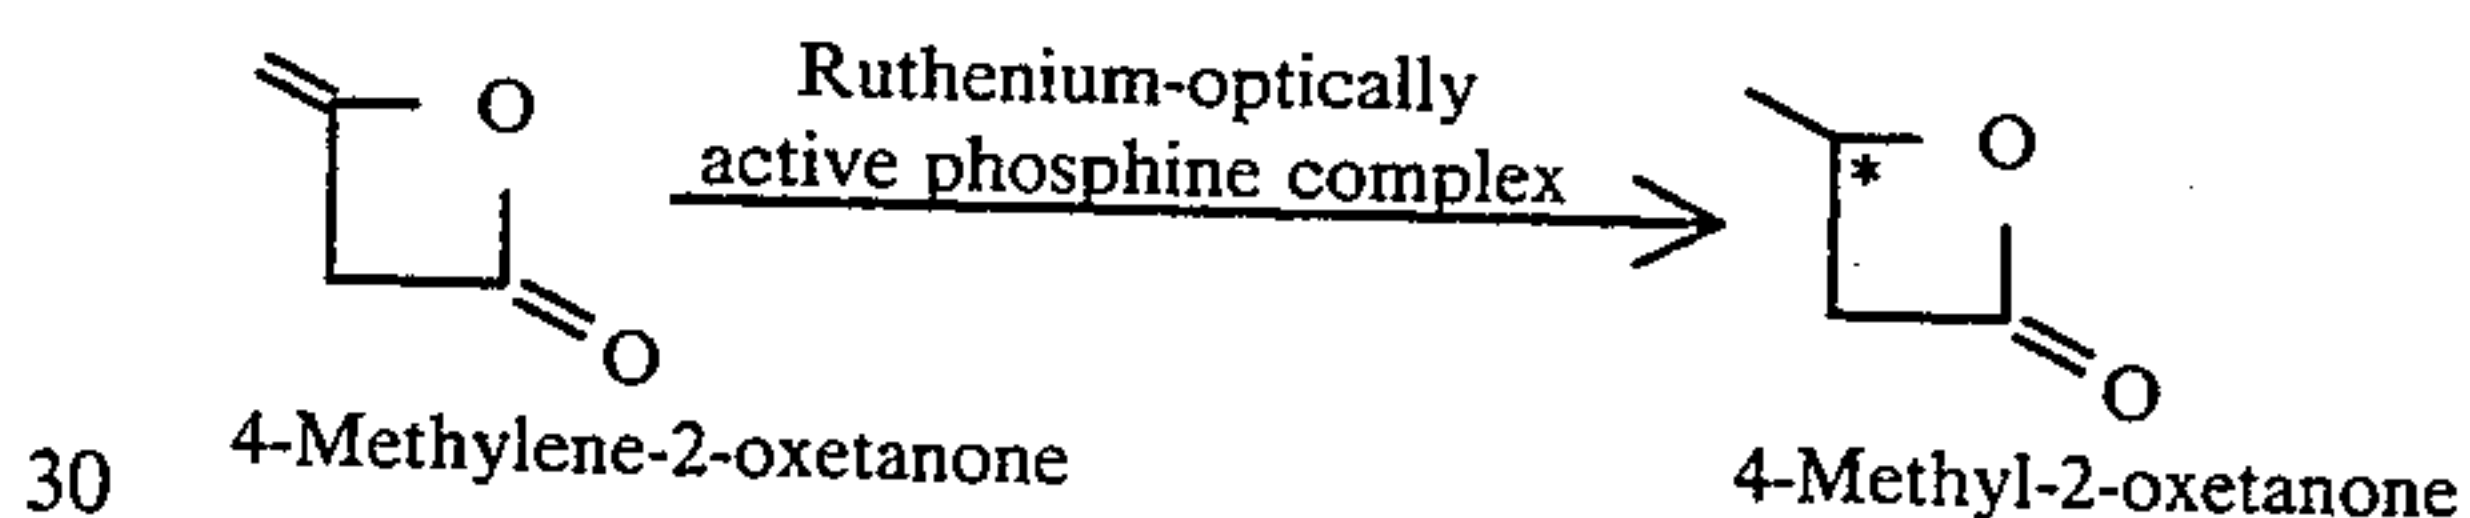 Ruthenium-optically
active phosphine complex
O
O
*
O
O
4-Methylene-2-oxetanone
4-Methyl-2-oxetanone
30